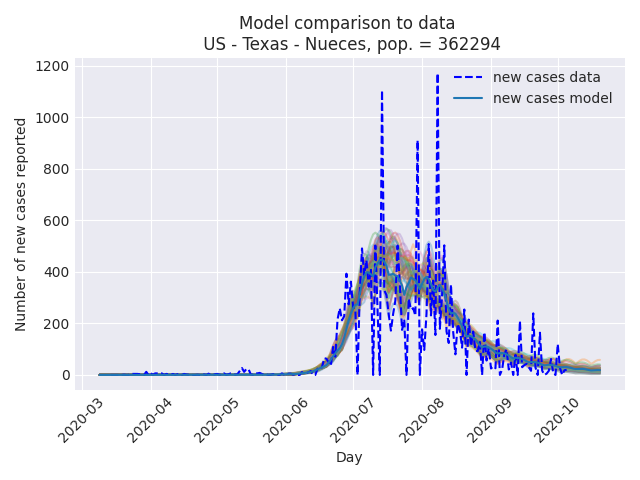 Model comparison to data
US - Texas - Nueces, pop. = 362294
Number of new cases reported
1200
1000
800
600
400
200
0
new cases data
new cases model
2020-03
2020-04
2020-05
2020-06
2020-07
2020-08
2020-09
2020-10
Day